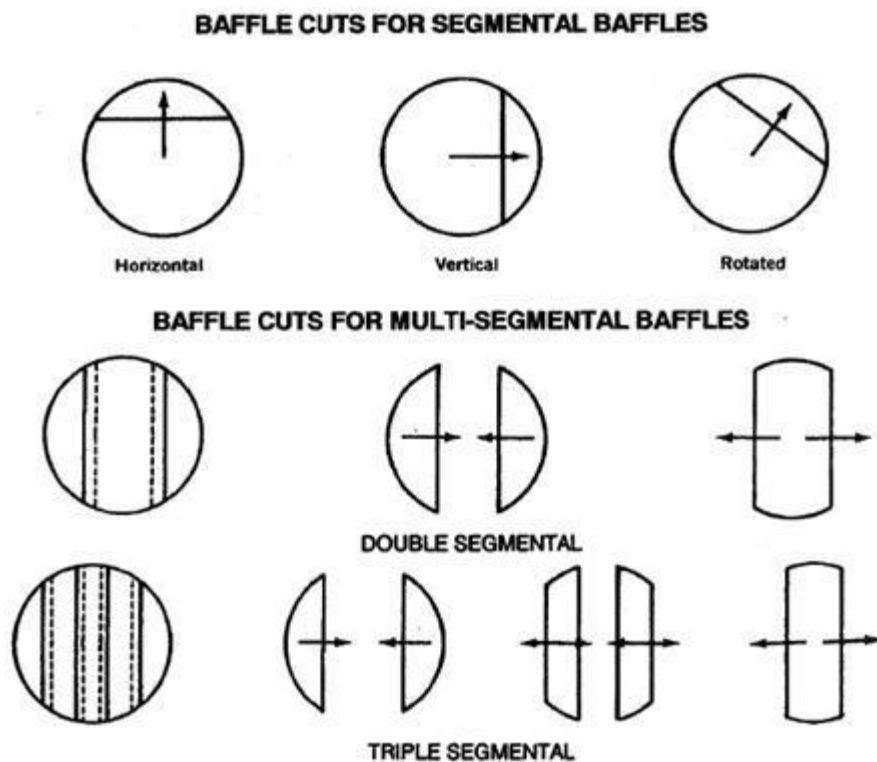 BAFFLE CUTS FOR SEGMENTAL BAFFLES
Horizontal
Vertical
Rotated
BAFFLE CUTS FOR MULTI-SEGMENTAL BAFFLES
DOUBLE SEGMENTAL
TRIPLE SEGMENTAL